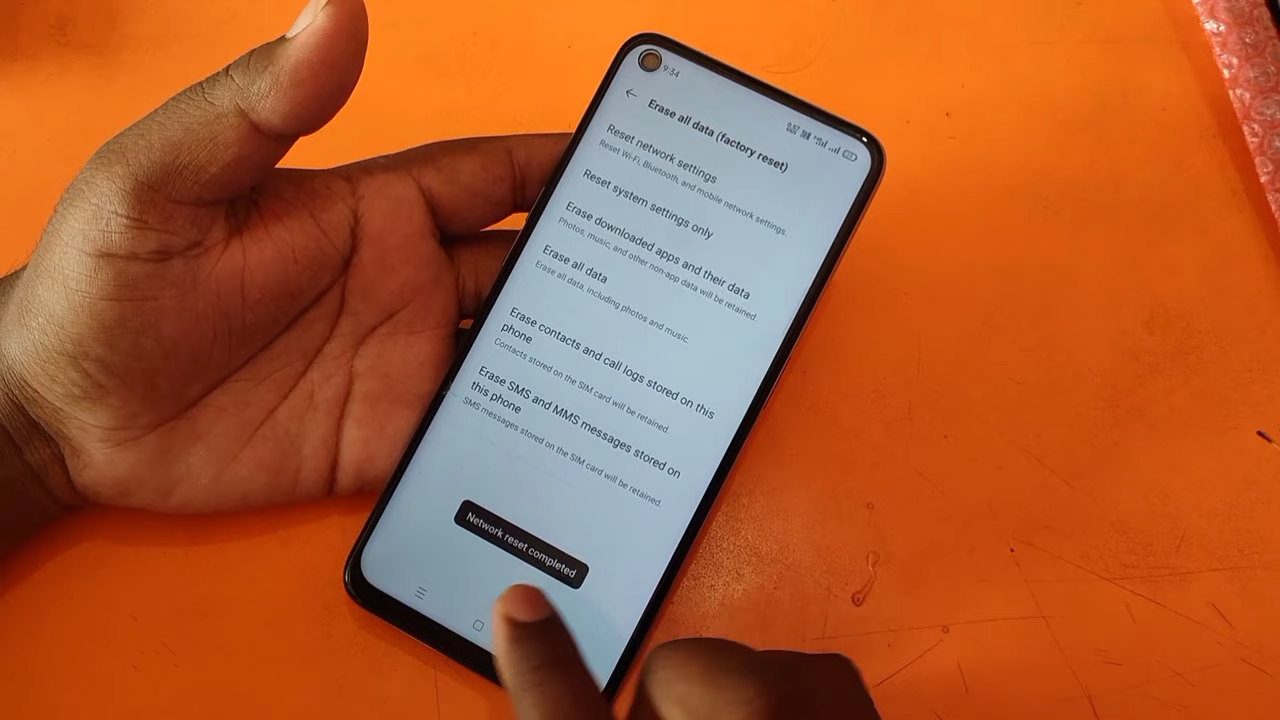 9:34
Erase all data (factory reset)
Reset network settings
Reset Wi-Fi, Bluetooth, and mobile network settings.
Reset system settings only
Erase downloaded apps and their data
Photos, music, and other non-app data will be retained.
Erase all data
Erase all data, including photos and music.
Erase contacts and call logs stored on this
phone
Contacts stored on the SIM card will be retained.
Erase SMS and MMS messages stored on
this phone
SMS messages stored on the SIM card will be retained.
Network reset completed